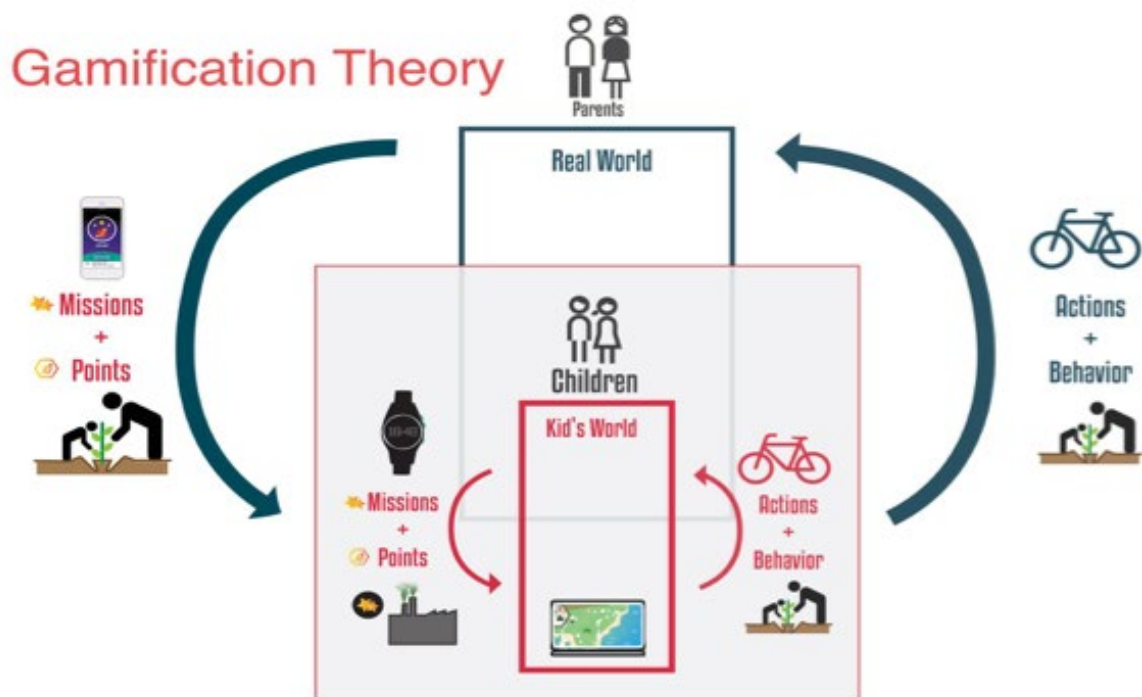 Gamification Theory
Parents
Real World
Missions
+
Points
Actions
+
Behavior
Children
Kid's World
Missions
+
Points
Actions
+
Behavior